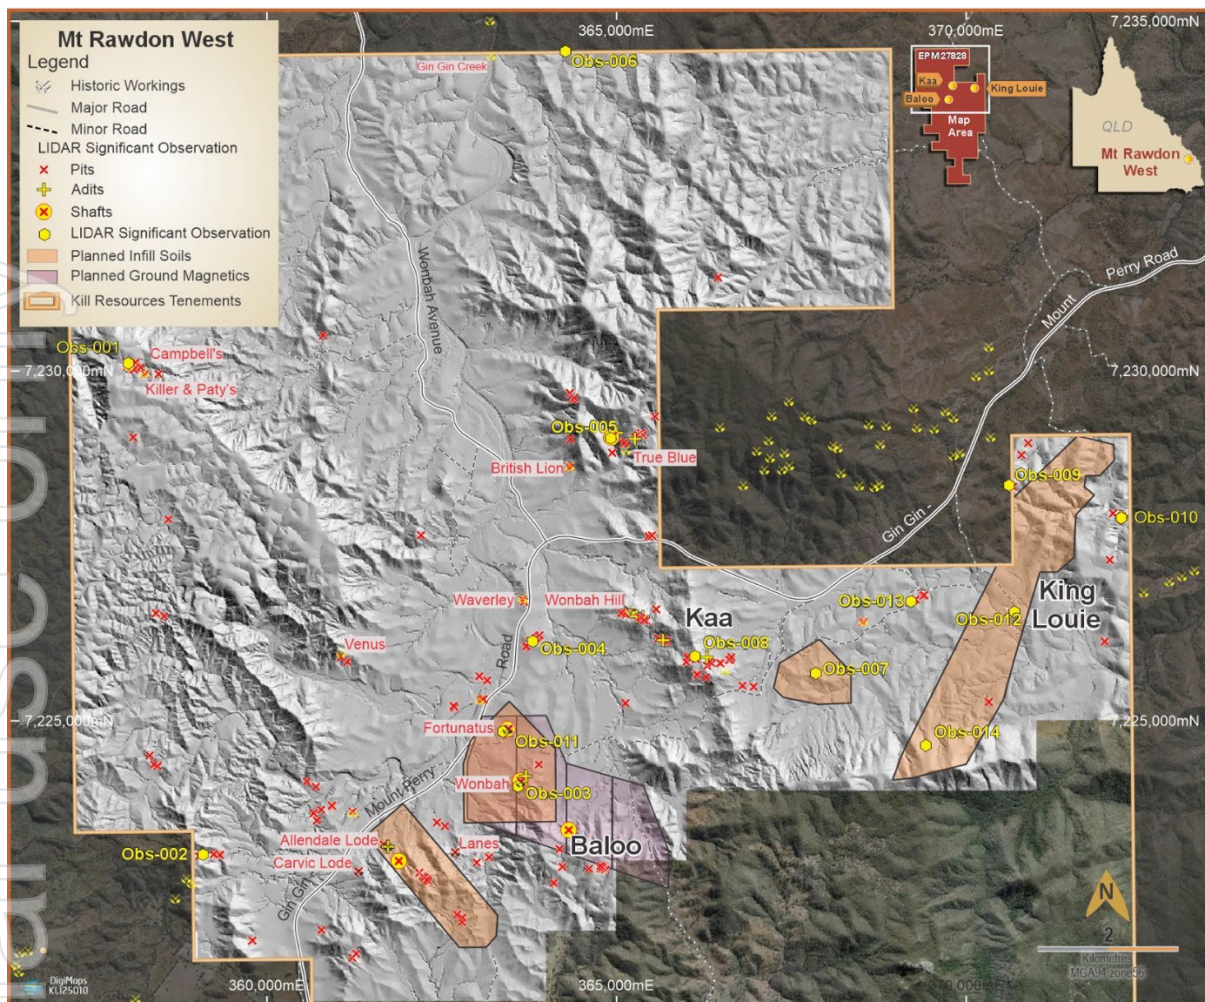 Mt Rawdon West
Legend
Historic Workings
Major Road
Minor Road
LIDAR Significant Observation
Pits
Adits
Shafts
LIDAR Significant Observation
Planned Infill Soils
Planned Ground Magnetics
Kill Resources Tenements
365,000mE
370,000mE
7,235,000mN
Gin Gin Creek
Obs-006
EPM27828
Kaa
Baloo
King Louie
Map
Area
QLD
Mt Rawdon
West
Wonbah Avenue
Mount Perry Road
Obs-001
Campbell's
Killer & Paty's
7,230,000mN
7,230,000mN
Obs-005
True Blue
British Lion
Gin Gin -
Obs-009
Obs-010
Waverley
Wonbah Hill
Kaa
Obs-013
King
Louie
Obs-012
Obs-004
Obs-008
Obs-007
Venus
Road
7,225,000mN
7,225,000mN
Fortunatus
Obs-011
Obs-014
Wonbah
Obs-003
Mount Perry
Baloo
Allendale Lode
Lanes
Obs-002
Carvic Lode
Gin Gin -
N
2
Kilometres
MGA94 zone56
DigiMaps
KLI25010
360,000mE
365,000mE
370,000mE